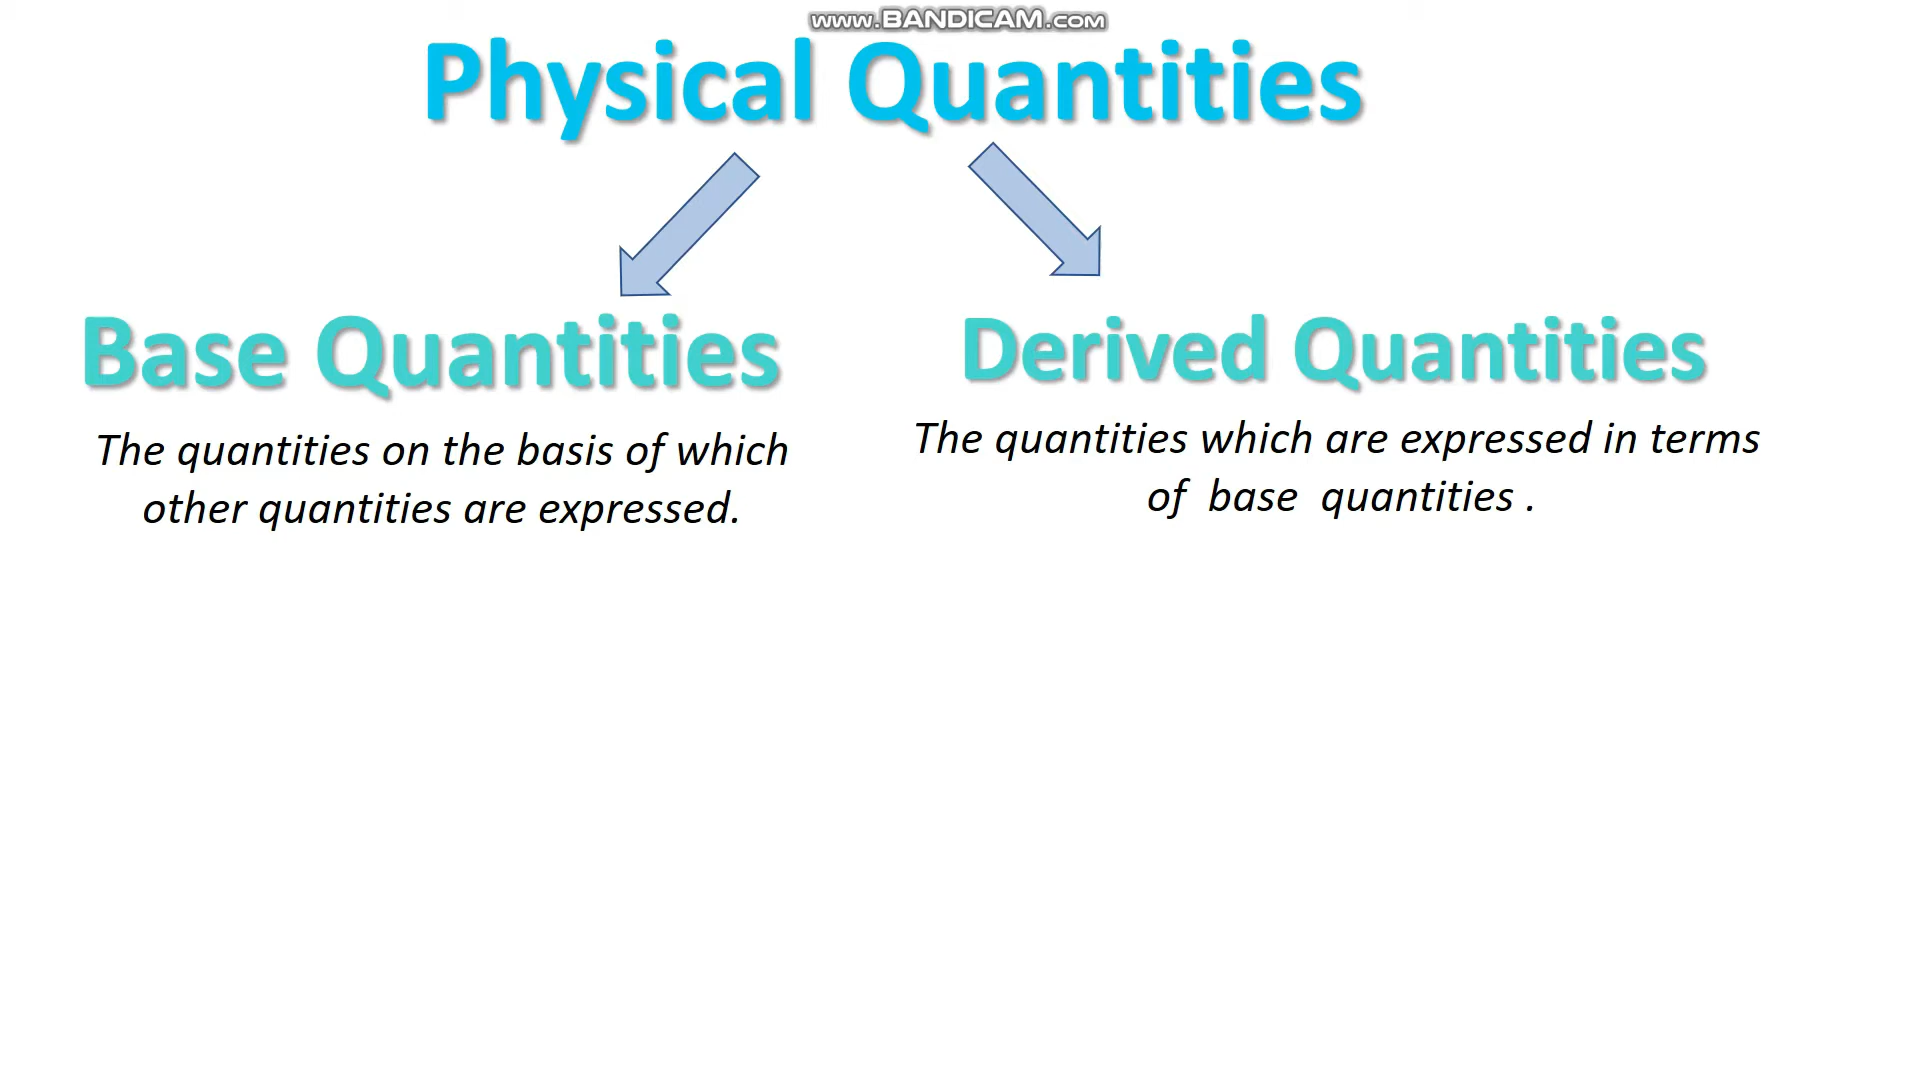 www.BANDICAM.com
Physical Quantities
Base Quantities
The quantities on the basis of which
other quantities are expressed.
Derived Quantities
The quantities which are expressed in terms
of base quantities .